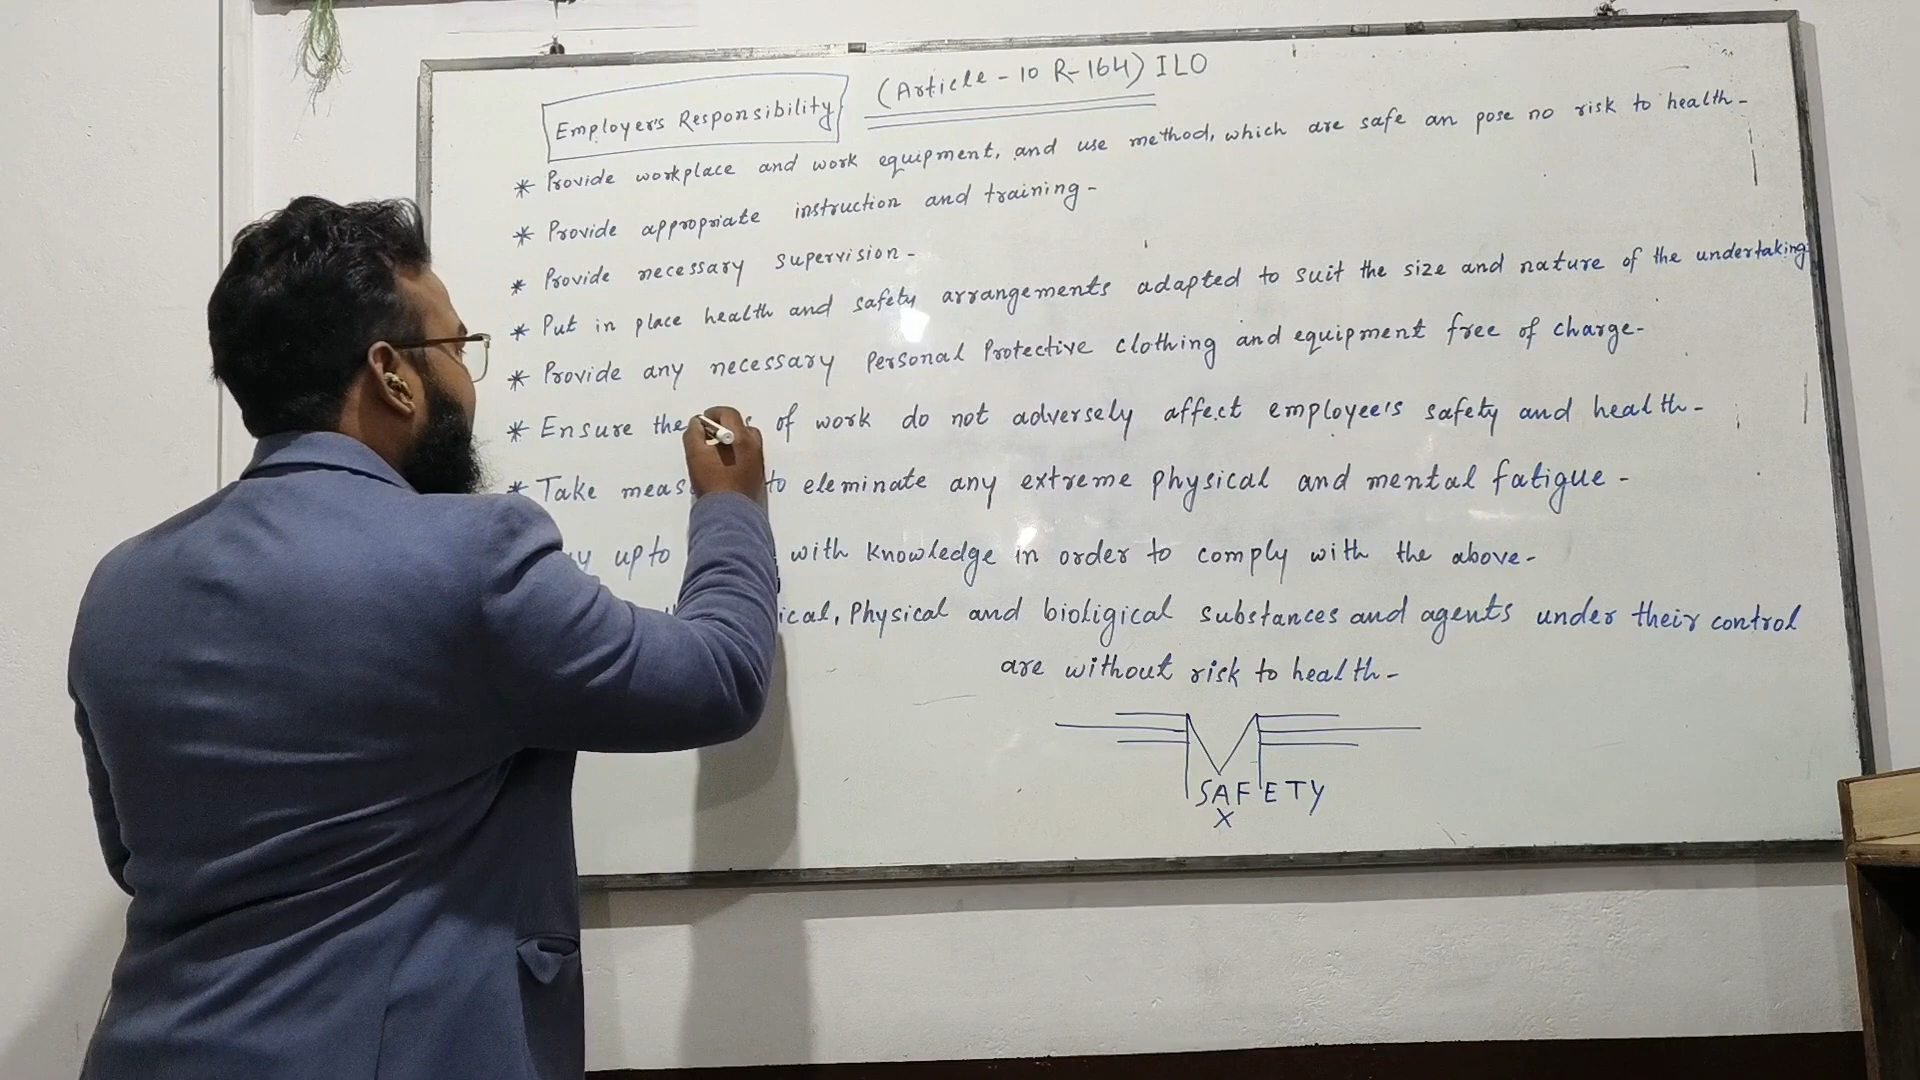 Employer's Responsibility (Article - 10 R-164) ILO
* Provide workplace and work equipment, and use method, which are safe an pose no risk to health -
* Provide appropriate instruction and training -
* Provide necessary supervision -
* Put in place health and safety arrangements adapted to suit the size and nature of the undertaking
* Provide any necessary Personal Protective clothing and equipment free of charge -
* Ensure the of work do not adversely affect employee's safety and health -
* Take to eleminate any extreme physical and mental fatigue -
upto with knowledge in order to comply with the above -
Physical and bioligical substances and agents under their control
are without risk to health -
SAFETY
X